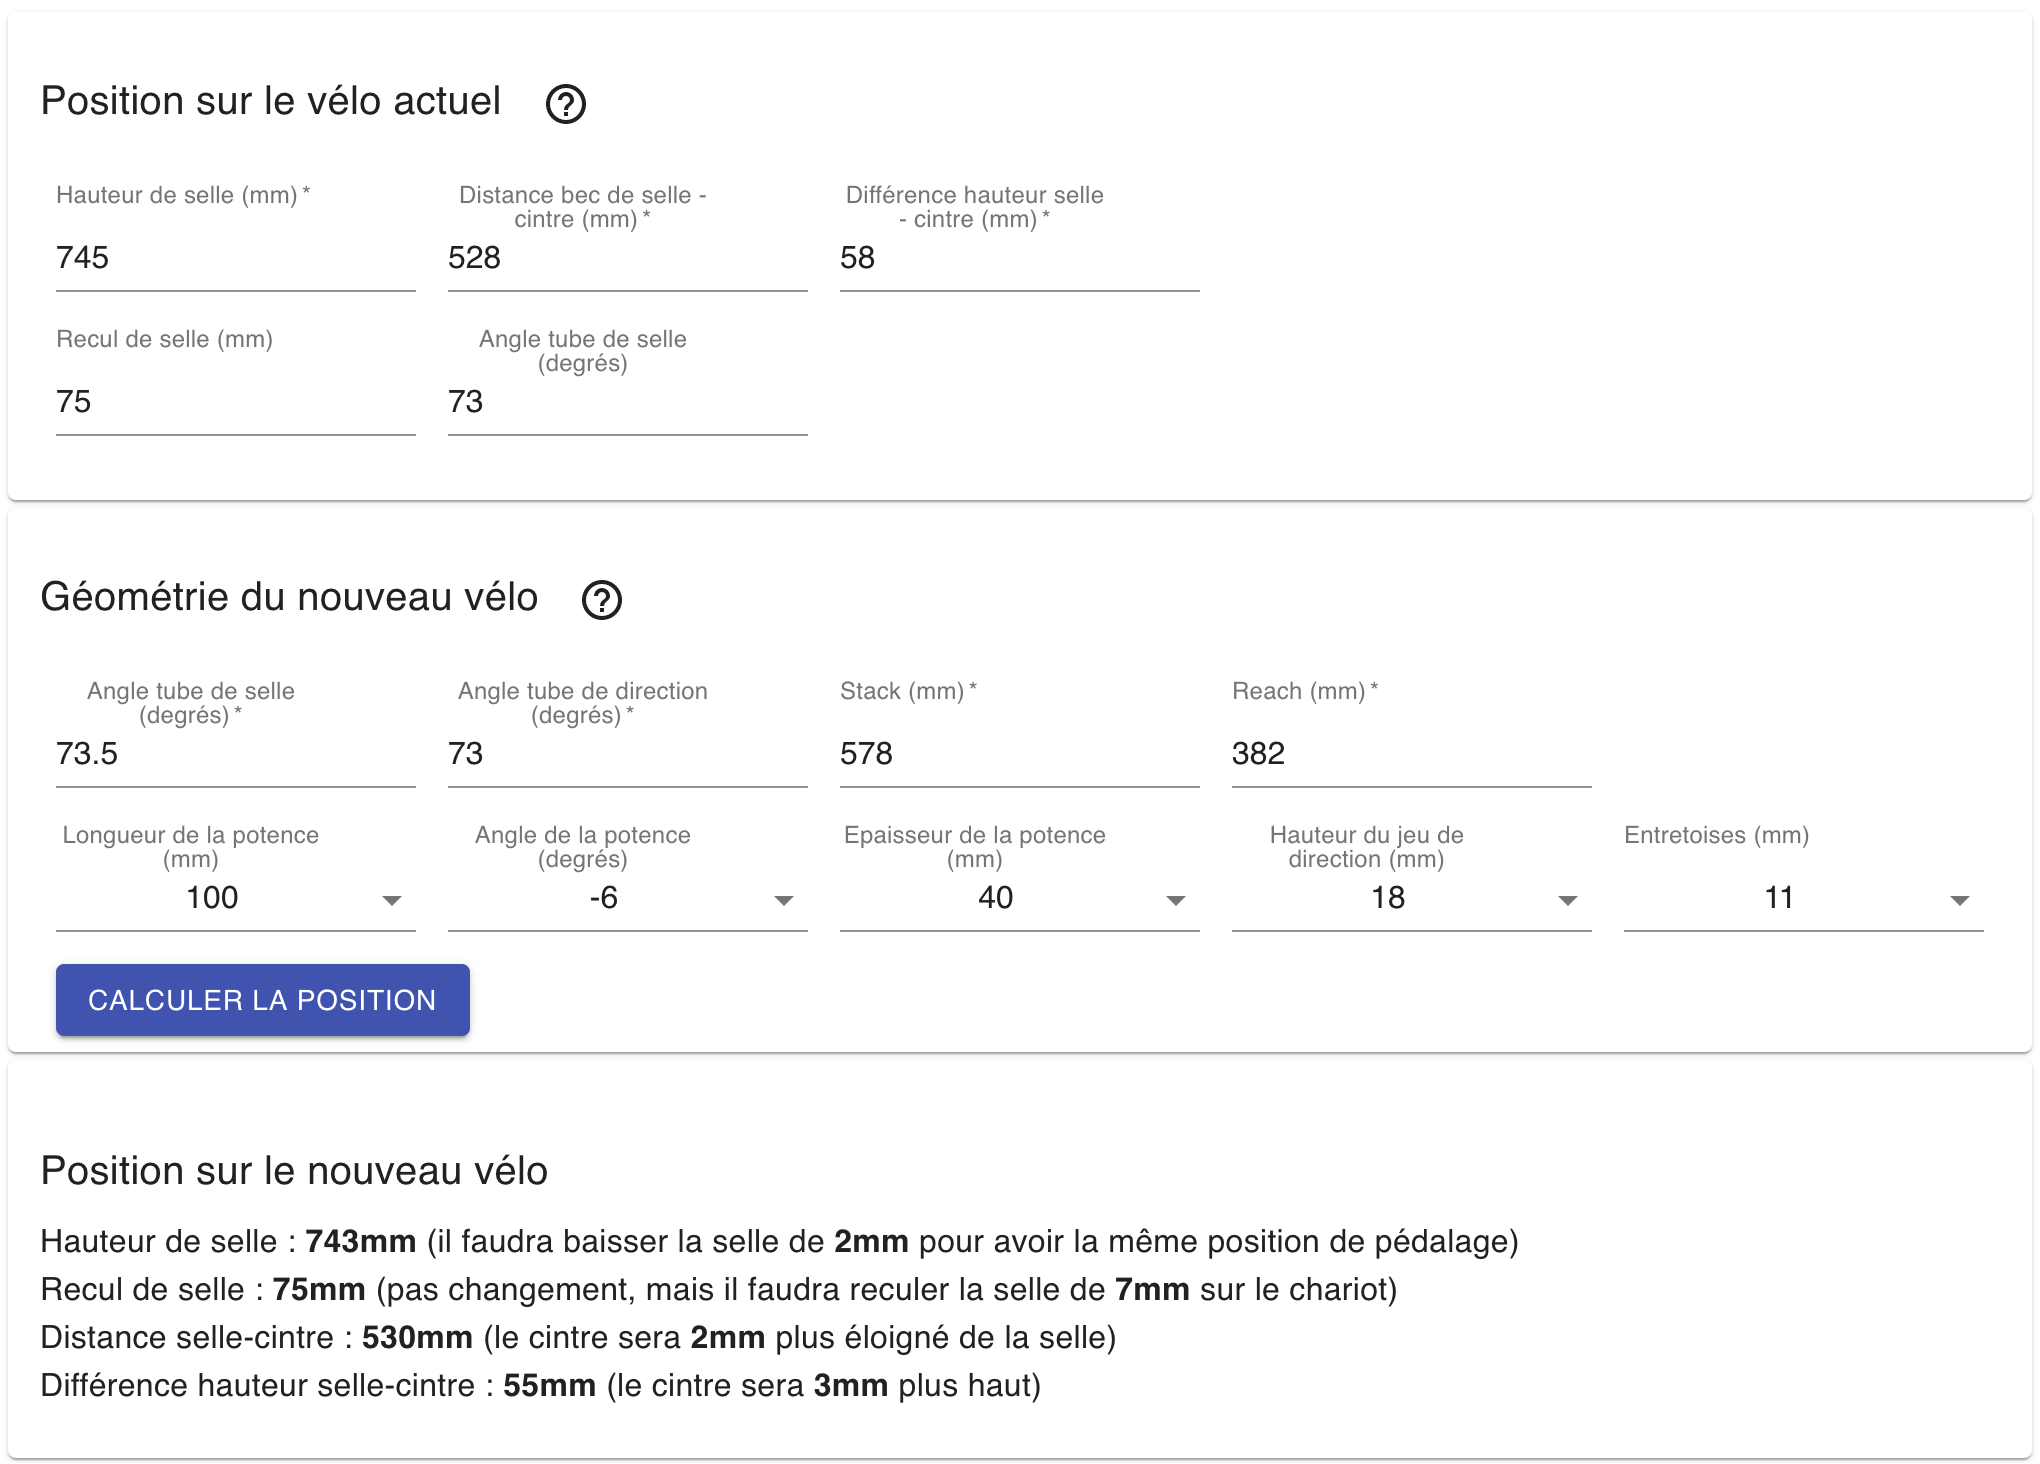 Position sur le vélo actuel
Hauteur de selle (mm) *
Distance bec de selle -
cintre (mm) *
Différence hauteur selle
- cintre (mm) *
745
528
58
Recul de selle (mm)
Angle tube de selle
(degrés)
75
73
Géométrie du nouveau vélo
Angle tube de selle
(degrés) *
Angle tube de direction
(degrés) *
Stack (mm) *
Reach (mm) *
73.5
73
578
382
Longueur de la potence
(mm)
Angle de la potence
(degrés)
Epaisseur de la potence
(mm)
Hauteur du jeu de
direction (mm)
Entretoises (mm)
100
-6
40
18
11
CALCULER LA POSITION
Position sur le nouveau vélo
Hauteur de selle : 743mm (il faudra baisser la selle de 2mm pour avoir la même position de pédalage)
Recul de selle : 75mm (pas changement, mais il faudra reculer la selle de 7mm sur le chariot)
Distance selle-cintre : 530mm (le cintre sera 2mm plus éloigné de la selle)
Différence hauteur selle-cintre : 55mm (le cintre sera 3mm plus haut)